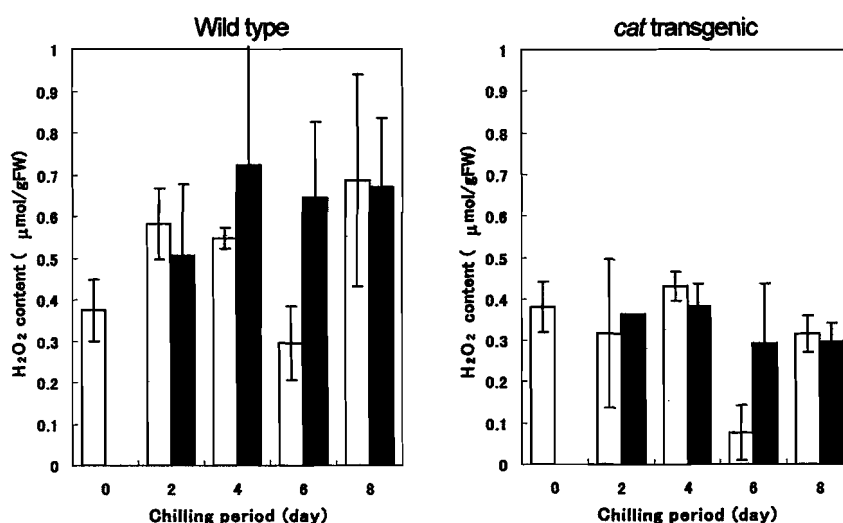 Wild type
H₂O₂ content ( μmol/gFW)
1
0.9
0.8
0.7
0.6
0.5
0.4
0.3
0.2
0.1
0
0 2 4 6 8
Chilling period (day)
cat transgenic
H₂O₂ content ( μmol/gFW)
1
0.9
0.8
0.7
0.6
0.5
0.4
0.3
0.2
0.1
0
0 2 4 6 8
Chilling period (day)